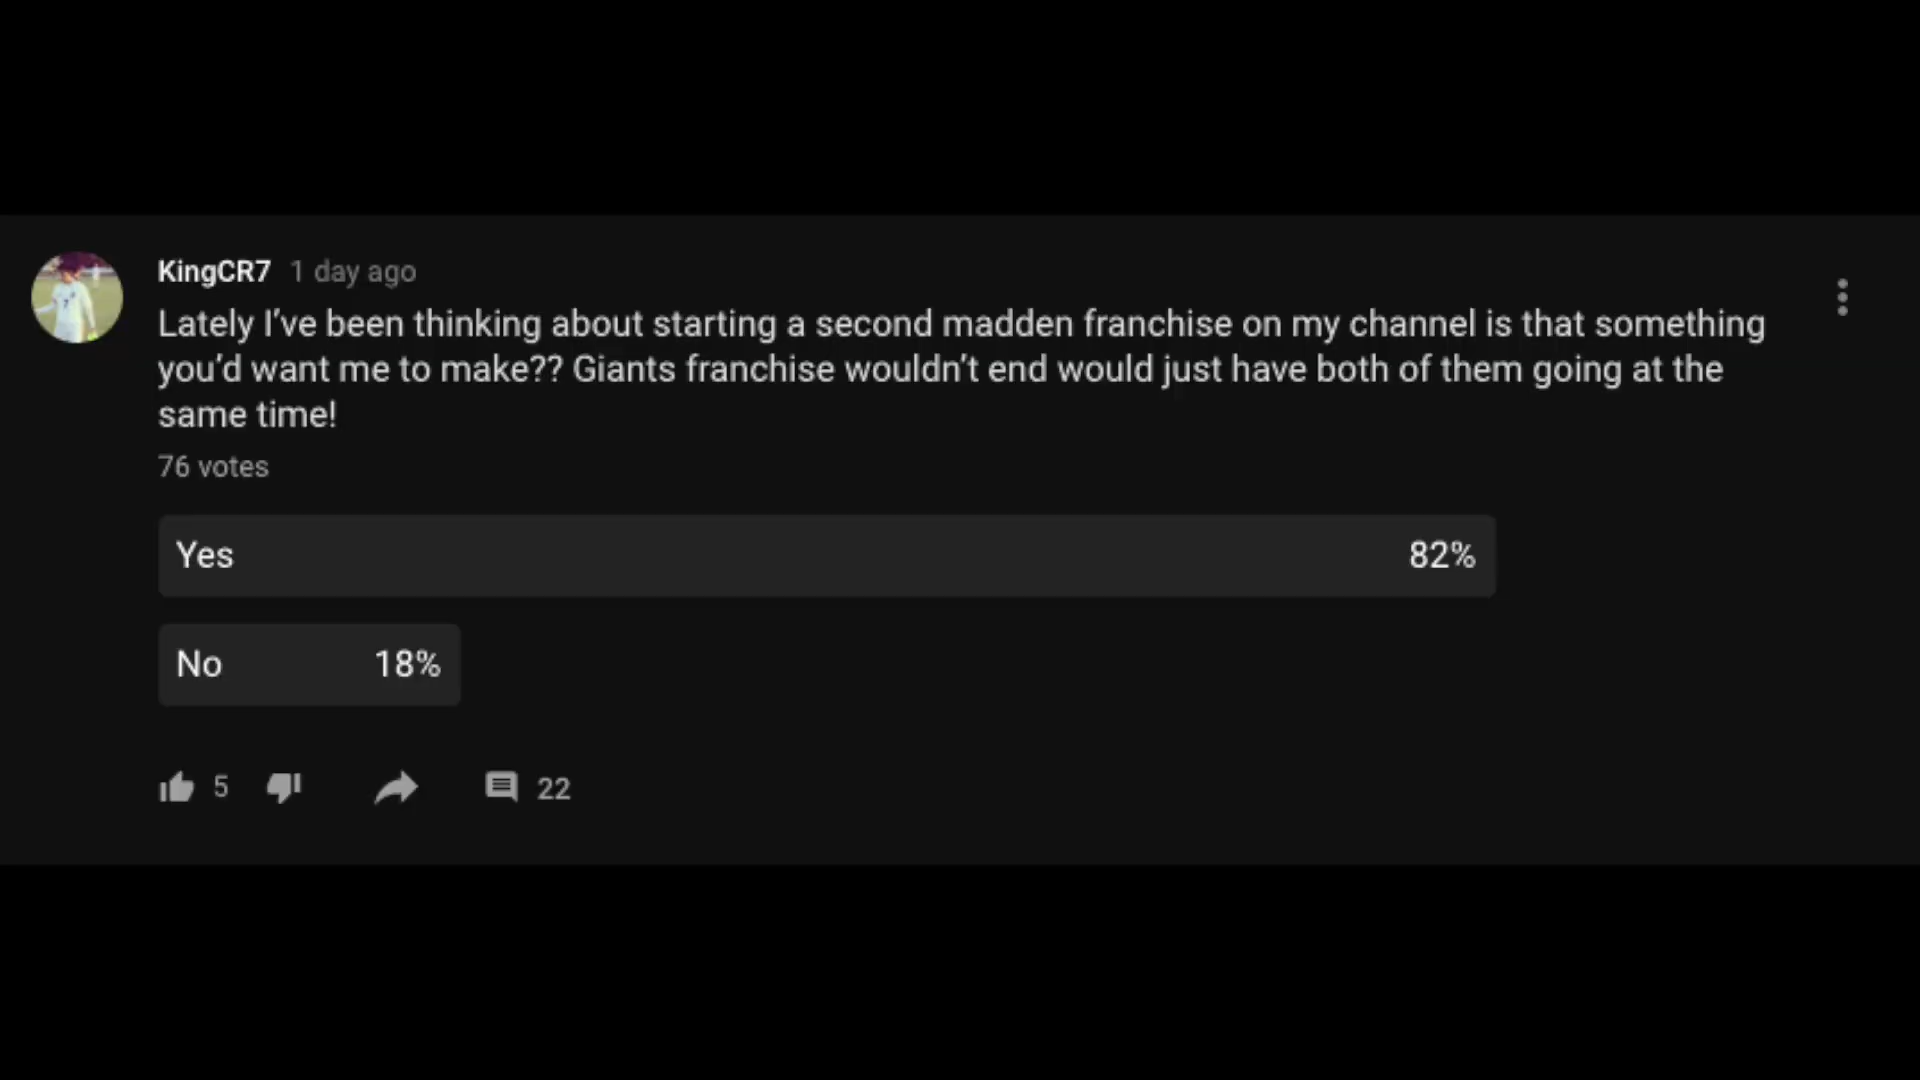 KingCR7 1 day ago
Lately I’ve been thinking about starting a second madden franchise on my channel is that something
you’d want me to make?? Giants franchise wouldn’t end would just have both of them going at the
same time!
76 votes
Yes 82%
No 18%
5 22